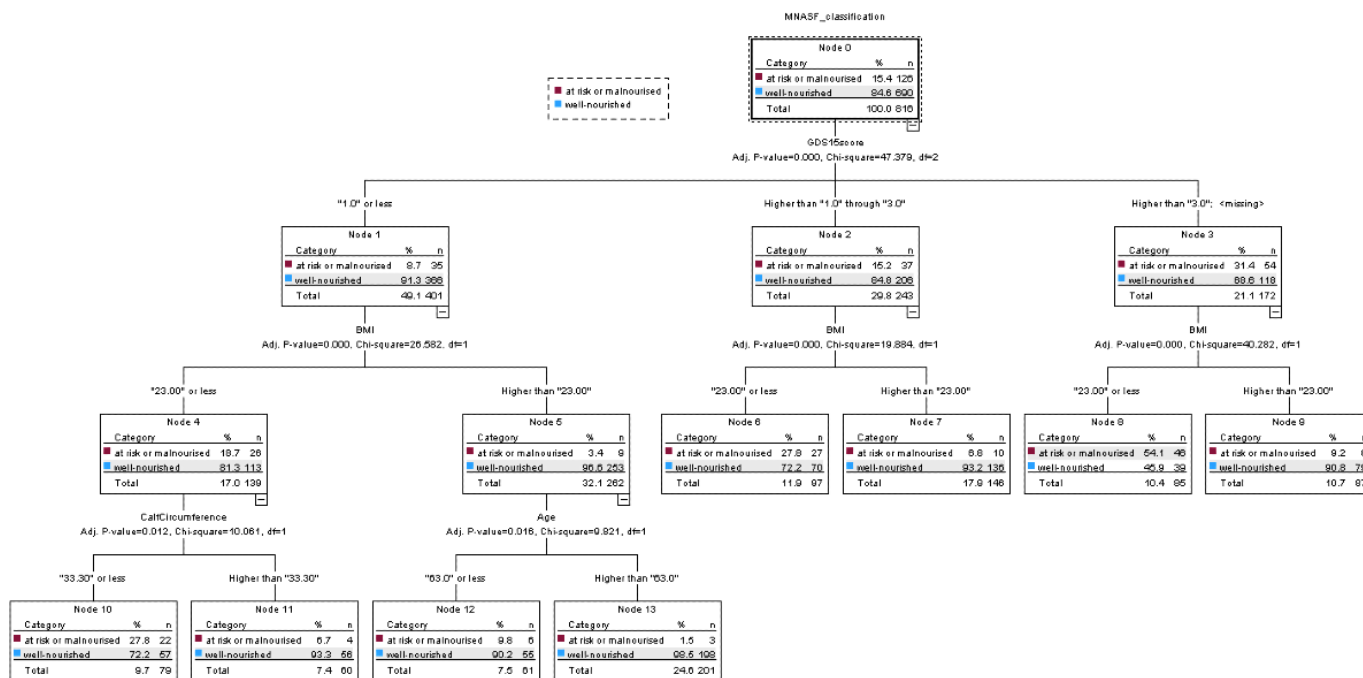 MNASF_classification
Node 0
Category % n
at risk or malnourised 15.4 126
well-nourished 84.6 690
Total 100.0 816
at risk or malnourised
well-nourished
GDS15score
Adj. P-value=0.000, Chi-square=47.379, df=2
"1.0" or less
Higher than "1.0" through "3.0"
Higher than "3.0"; <missing>
Node 1
Category % n
at risk or malnourised 8.7 35
well-nourished 91.3 366
Total 49.1 401
Node 2
Category % n
at risk or malnourised 15.2 37
well-nourished 84.8 206
Total 29.8 243
Node 3
Category % n
at risk or malnourised 31.4 54
well-nourished 68.6 118
Total 21.1 172
BMI
Adj. P-value=0.000, Chi-square=26.582, df=1
BMI
Adj. P-value=0.000, Chi-square=19.884, df=1
BMI
Adj. P-value=0.000, Chi-square=40.282, df=1
"23.00" or less
Higher than "23.00"
"23.00" or less
Higher than "23.00"
"23.00" or less
Higher than "23.00"
Node 4
Category % n
at risk or malnourised 18.7 26
well-nourished 81.3 113
Total 17.0 139
Node 5
Category % n
at risk or malnourised 3.4 9
well-nourished 96.6 253
Total 32.1 262
Node 6
Category % n
at risk or malnourised 27.8 27
well-nourished 72.2 70
Total 11.9 97
Node 7
Category % n
at risk or malnourised 6.8 10
well-nourished 93.2 136
Total 17.9 146
Node 8
Category % n
at risk or malnourised 54.1 46
well-nourished 45.9 39
Total 10.4 85
Node 9
Category % n
at risk or malnourised 9.2 8
well-nourished 90.8 79
Total 10.7 87
CalfCircumference
Adj. P-value=0.012, Chi-square=10.061, df=1
Age
Adj. P-value=0.016, Chi-square=9.821, df=1
"33.30" or less
Higher than "33.30"
"63.0" or less
Higher than "63.0"
Node 10
Category % n
at risk or malnourised 27.8 22
well-nourished 72.2 57
Total 9.7 79
Node 11
Category % n
at risk or malnourised 6.7 4
well-nourished 93.3 56
Total 7.4 60
Node 12
Category % n
at risk or malnourised 9.8 6
well-nourished 90.2 55
Total 7.5 61
Node 13
Category % n
at risk or malnourised 1.5 3
well-nourished 98.5 198
Total 24.6 201